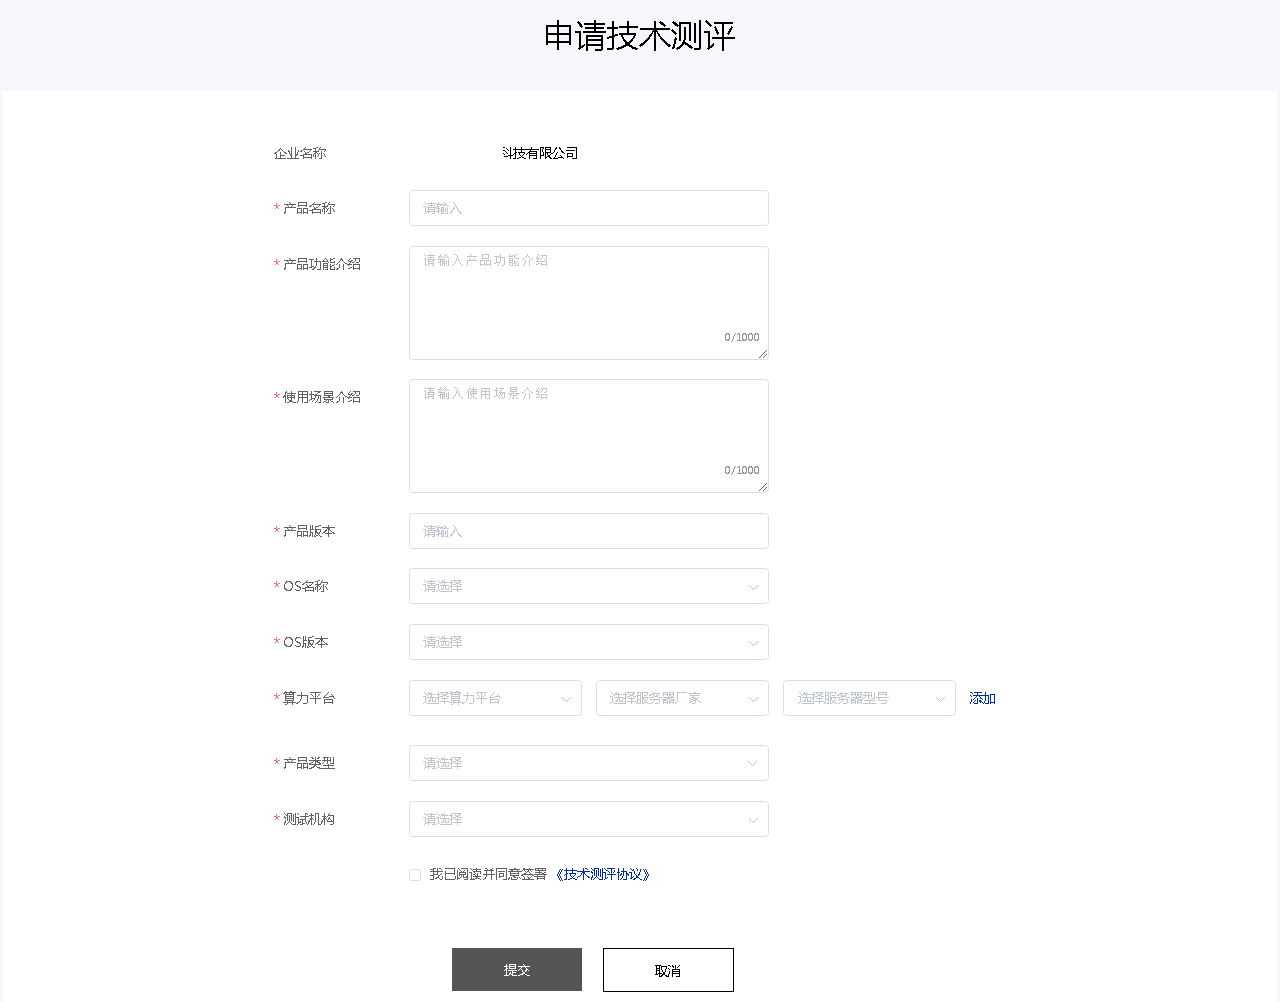 申请技术测评
企业名称 科技有限公司
* 产品名称 请输入
* 产品功能介绍 请输入产品功能介绍
0/1000
* 使用场景介绍 请输入使用场景介绍
0/1000
* 产品版本 请输入
* OS名称 请选择
* OS版本 请选择
* 算力平台 选择算力平台 选择服务器厂家 选择服务器型号 添加
* 产品类型 请选择
* 测试机构 请选择
我已阅读并同意签署 《技术测评协议》
提交 取消